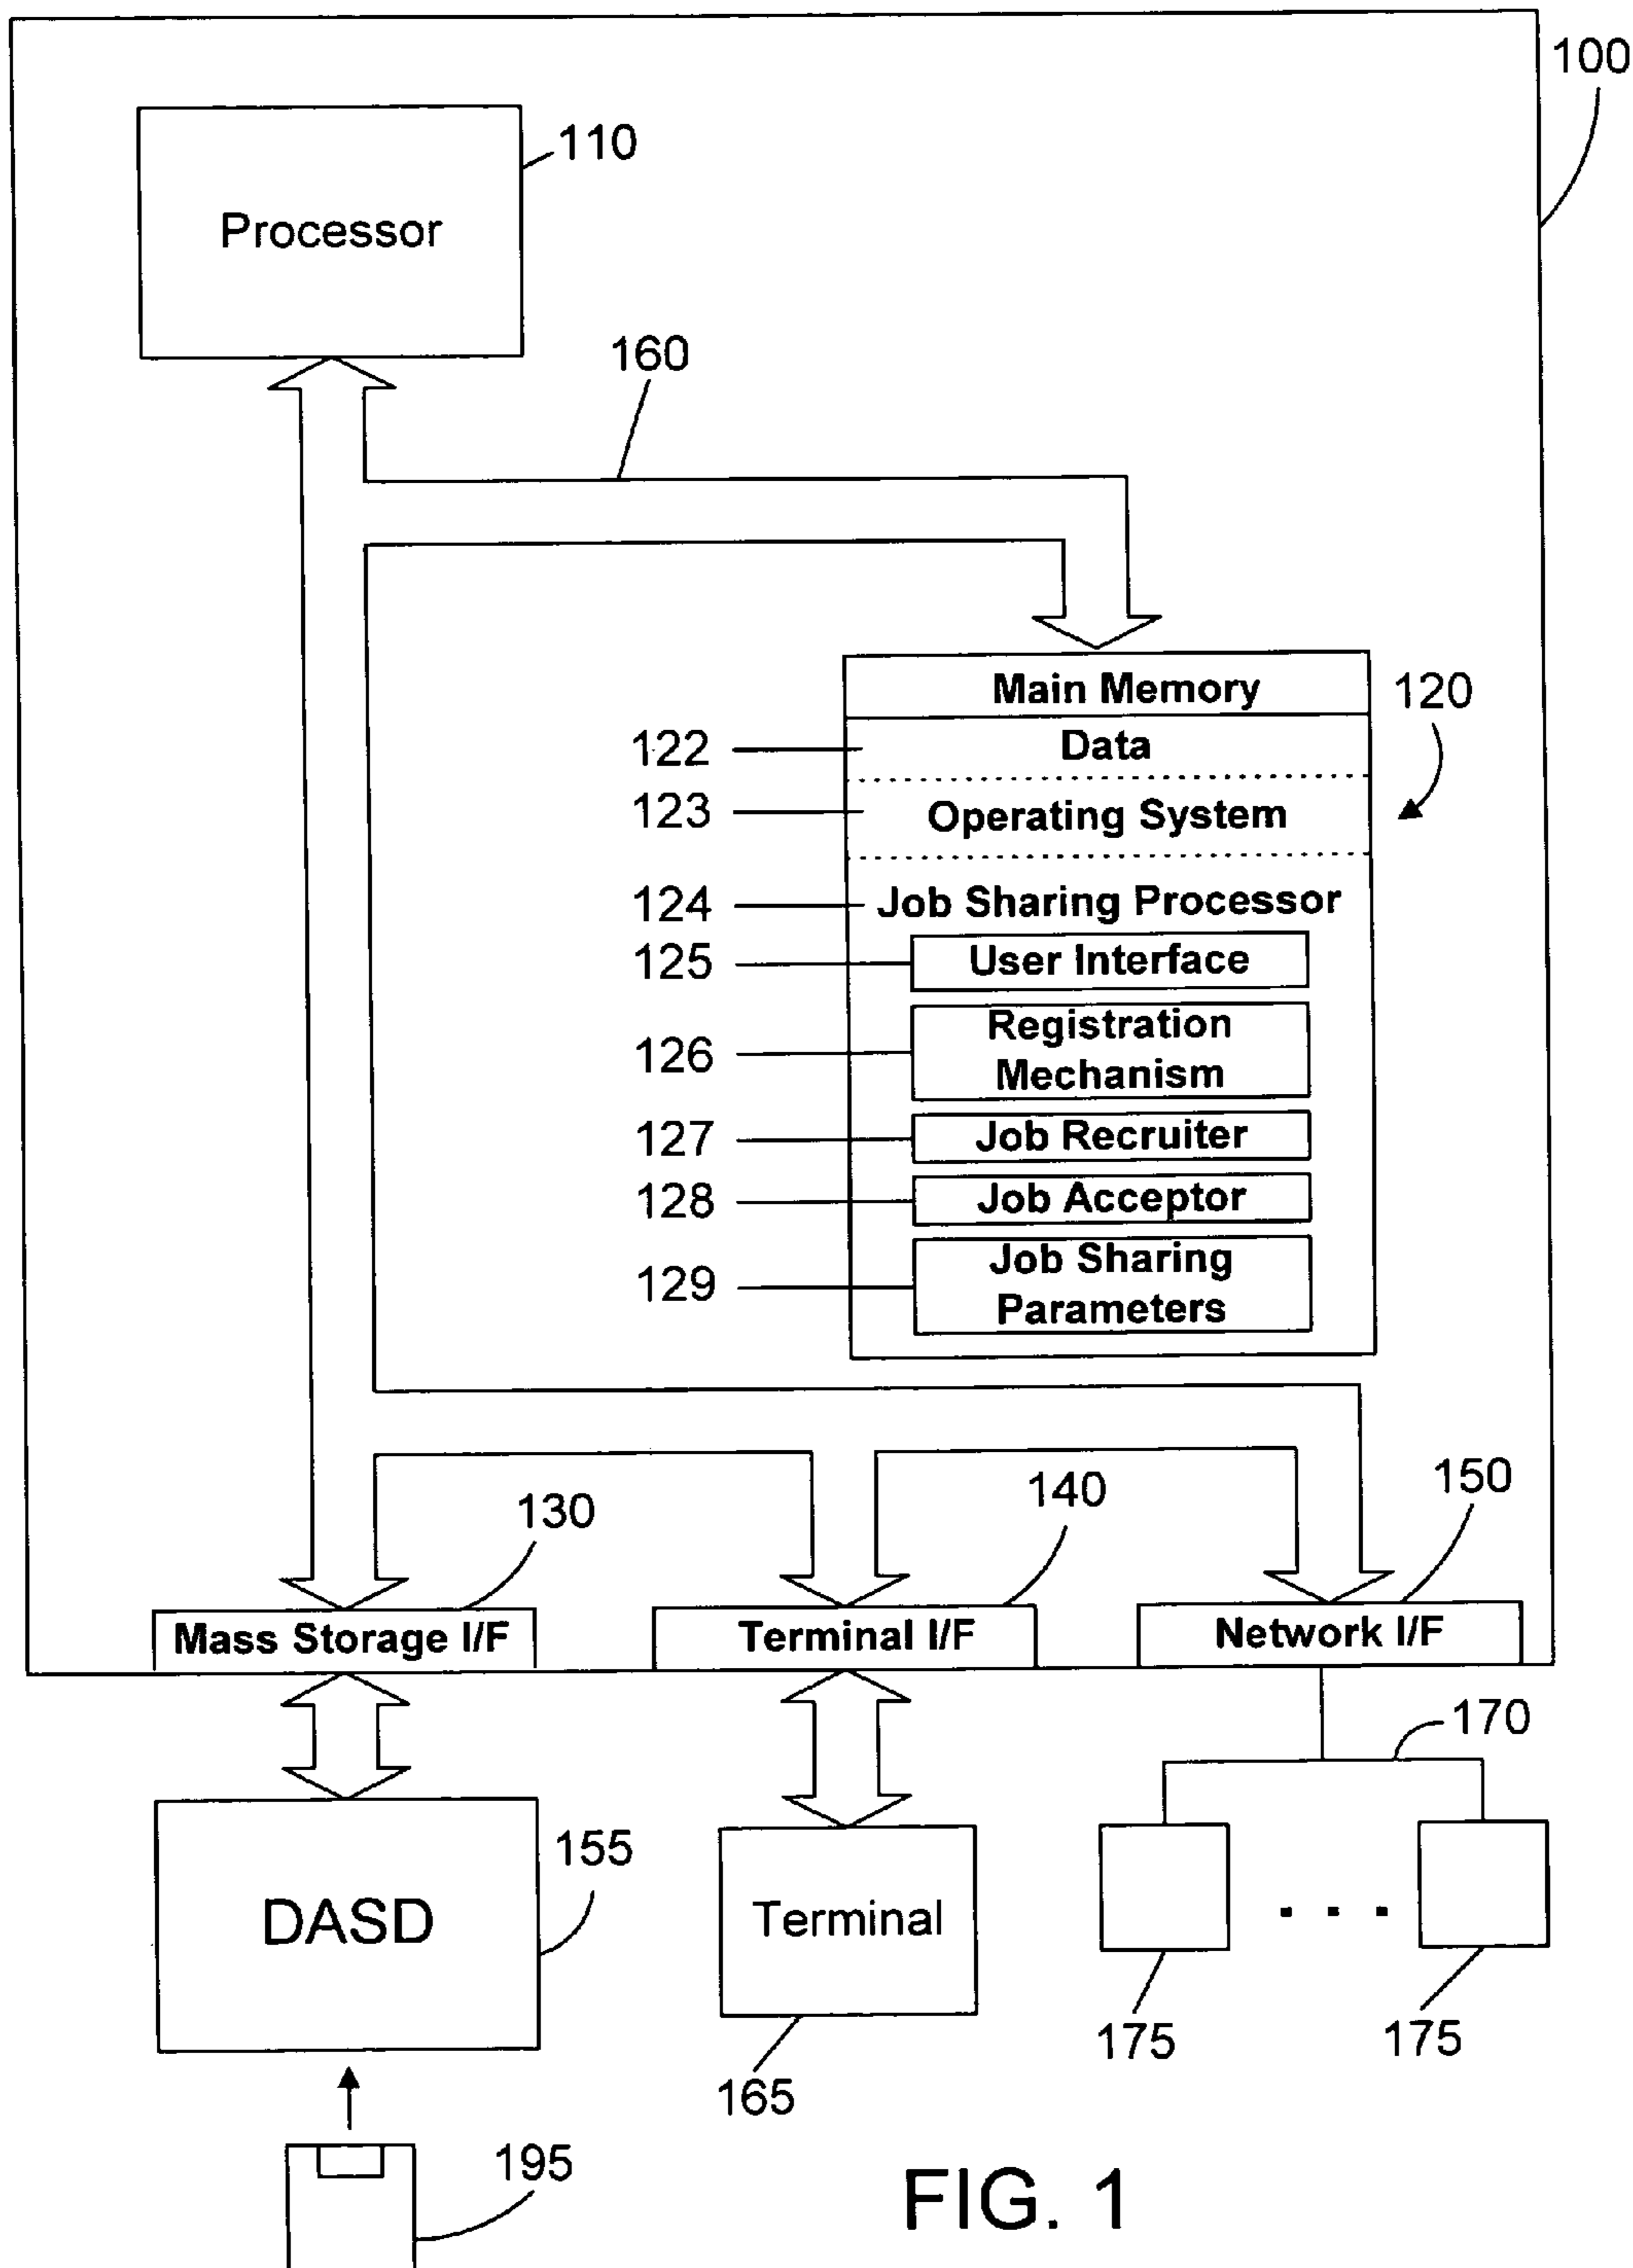 100
110
Processor
160
Main Memory
120
122
Data
123
Operating System
124
Job Sharing Processor
125
User Interface
126
Registration
Mechanism
127
Job Recruiter
128
Job Acceptor
129
Job Sharing
Parameters
130
140
150
Mass Storage I/F
Terminal I/F
Network I/F
170
155
DASD
Terminal
. . .
175
175
165
195
FIG. 1